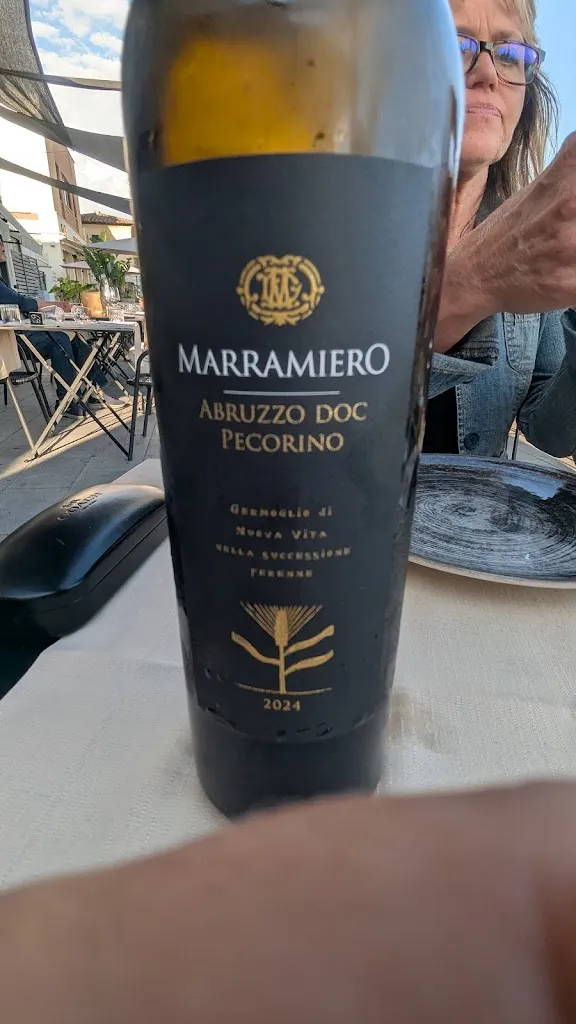 MARRAMIERO
ABRUZZO DOC
PECORINO
GERMOGLIO DI
NUOVA VITA
NELLA SUCCESSIONE
PERENNE
2024